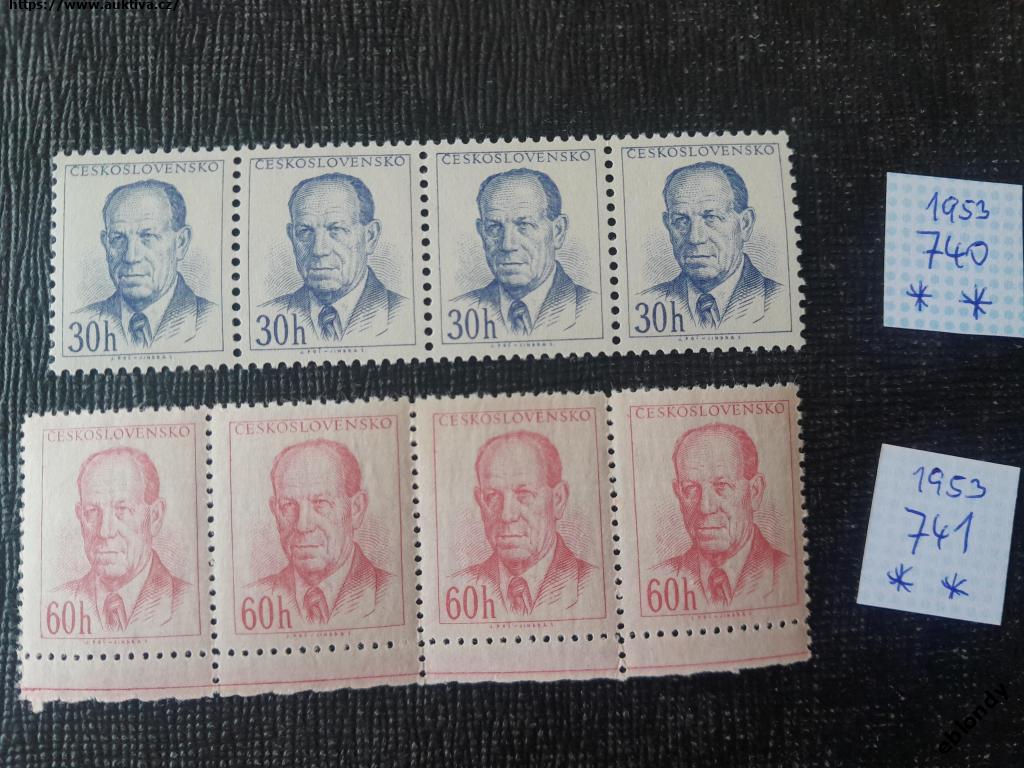 https://www.auktiva.cz/
ČESKOSLOVENSKO ČESKOSLOVENSKO ČESKOSLOVENSKO ČESKOSLOVENSKO
30h 30h 30h 30h
1953
740
* *
ČESKOSLOVENSKO ČESKOSLOVENSKO ČESKOSLOVENSKO ČESKOSLOVENSKO
60h 60h 60h 60h
1953
741
* *
eblondy